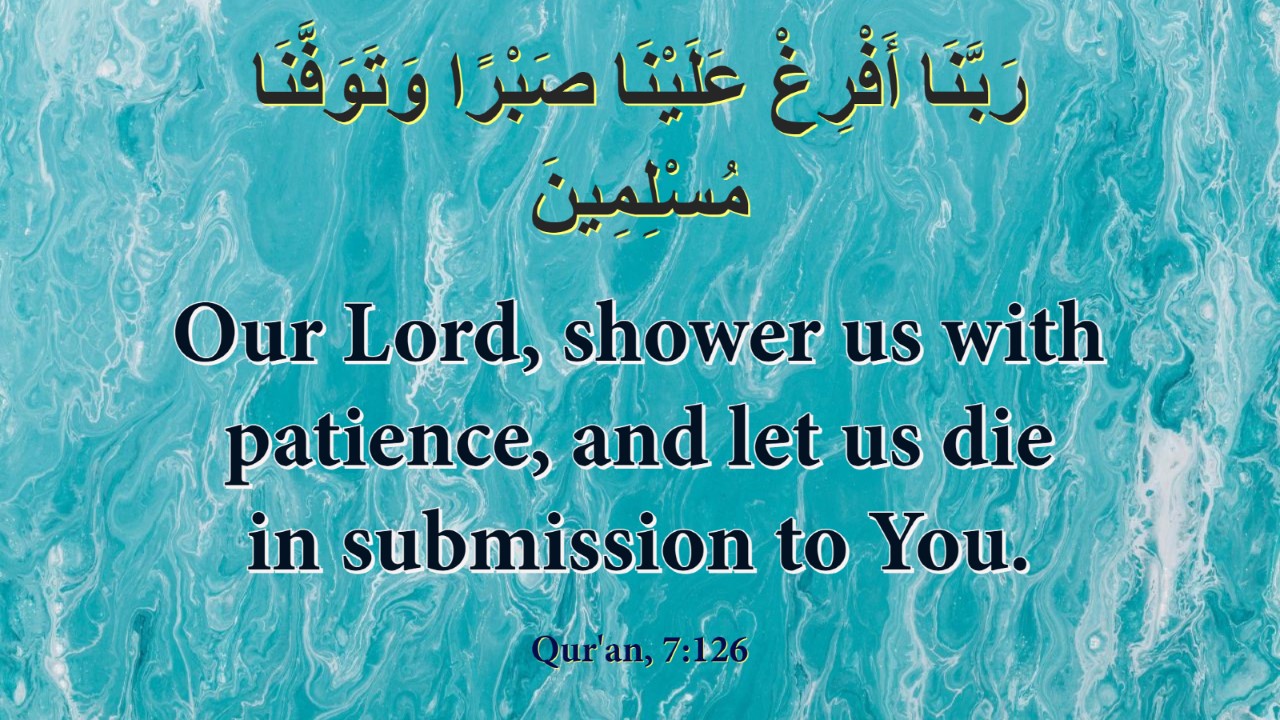 رَبَّنَا أَفْرِغْ عَلَيْنَا صَبْرًا وَتَوَفَّنَا
مُسْلِمِينَ
Our Lord, shower us with
patience, and let us die
in submission to You.
Qur'an, 7:126